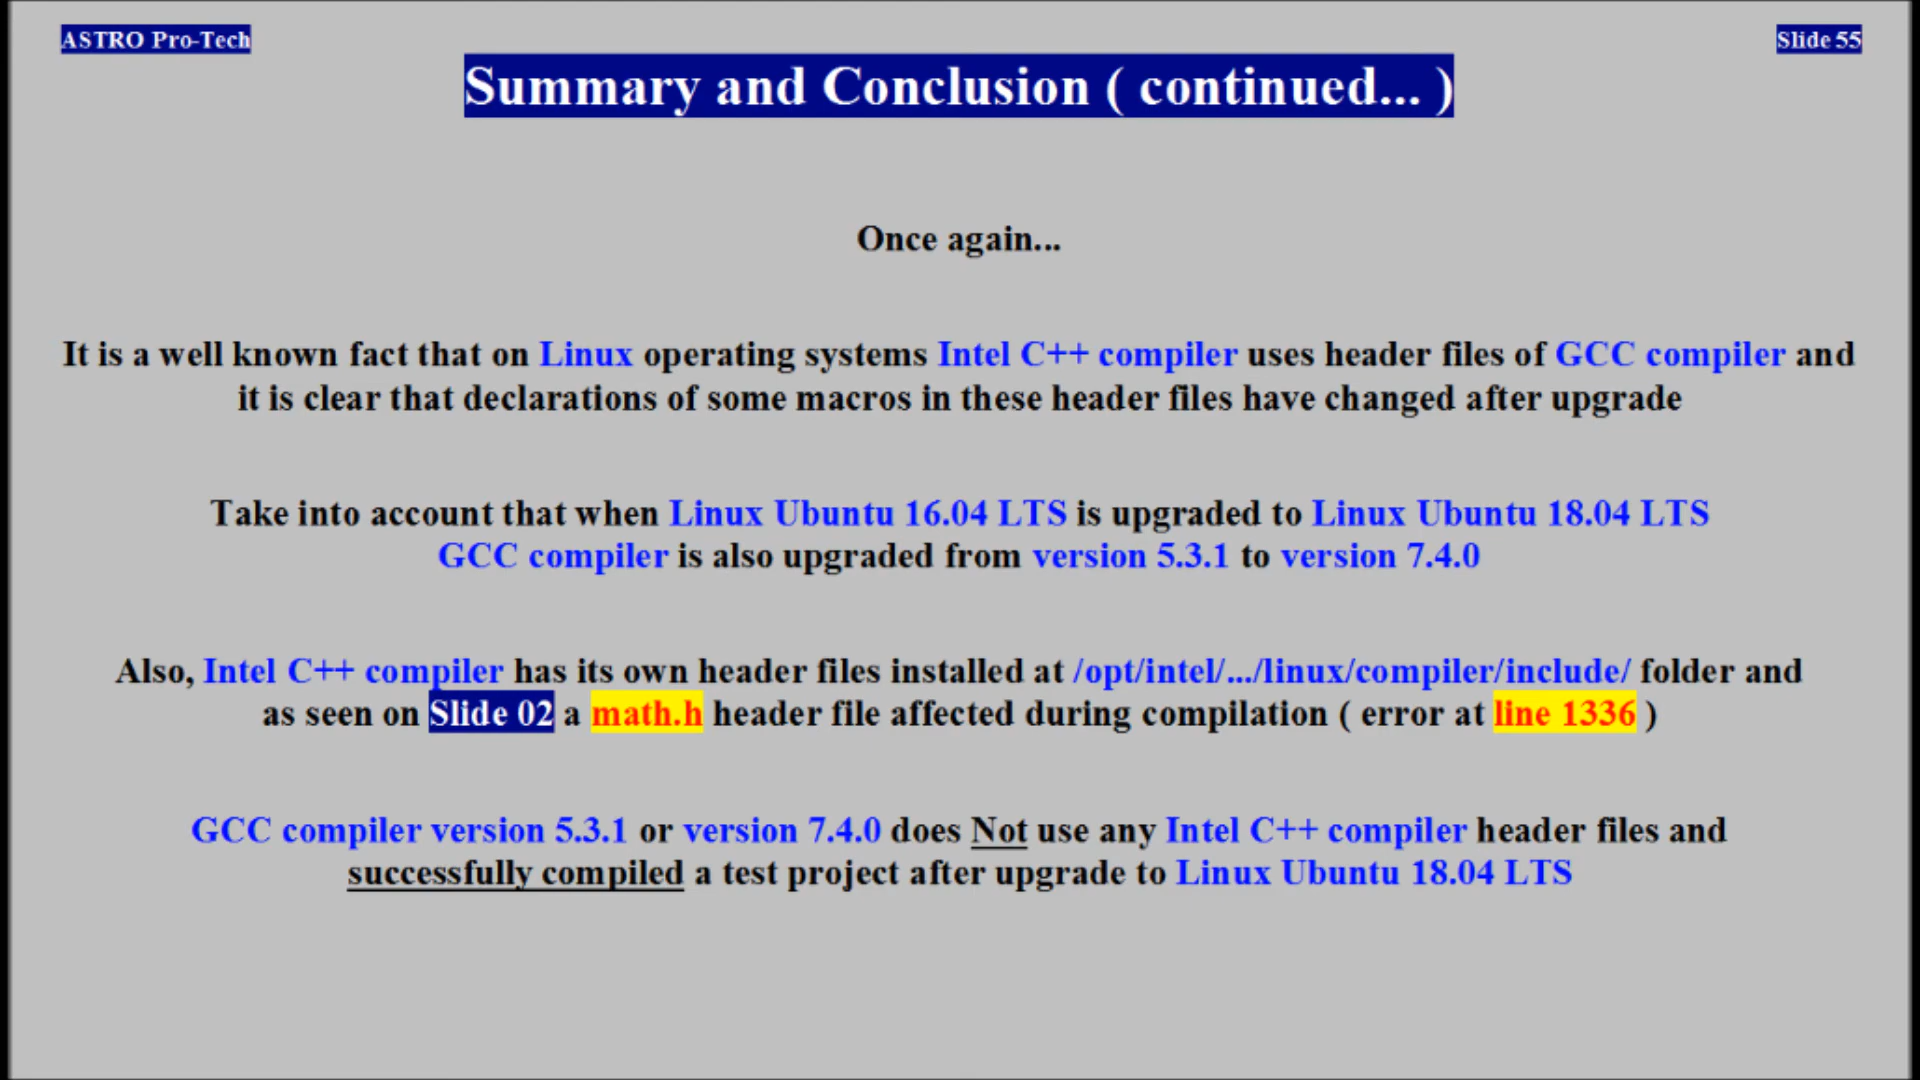 ASTRO Pro-Tech
Slide 55
Summary and Conclusion ( continued... )
Once again...
It is a well known fact that on Linux operating systems Intel C++ compiler uses header files of GCC compiler and
it is clear that declarations of some macros in these header files have changed after upgrade
Take into account that when Linux Ubuntu 16.04 LTS is upgraded to Linux Ubuntu 18.04 LTS
GCC compiler is also upgraded from version 5.3.1 to version 7.4.0
Also, Intel C++ compiler has its own header files installed at /opt/intel/.../linux/compiler/include/ folder and
as seen on Slide 02 a math.h header file affected during compilation ( error at line 1336 )
GCC compiler version 5.3.1 or version 7.4.0 does Not use any Intel C++ compiler header files and
successfully compiled a test project after upgrade to Linux Ubuntu 18.04 LTS